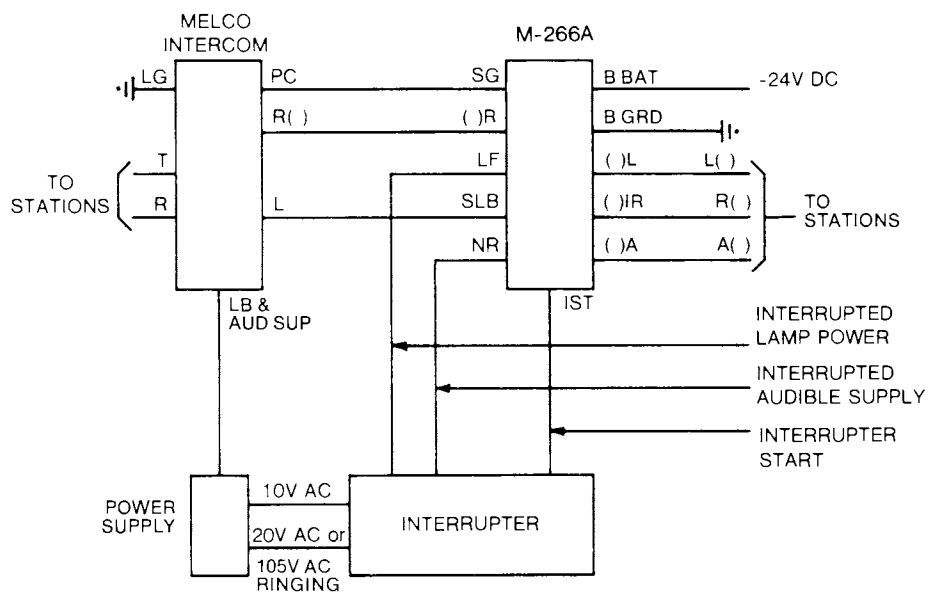 MELCO
INTERCOM
M-266A
LG
PC
SG
B BAT
-24V DC
R( )
( )R
B GRD
T
LF
( )L
L( )
TO
STATIONS
R
L
SLB
( )IR
R( )
TO
STATIONS
NR
( )A
A( )
LB &
AUD SUP
IST
INTERRUPTED
LAMP POWER
INTERRUPTED
AUDIBLE SUPPLY
INTERRUPTER
START
POWER
SUPPLY
10V AC
20V AC or
105V AC
RINGING
INTERRUPTER